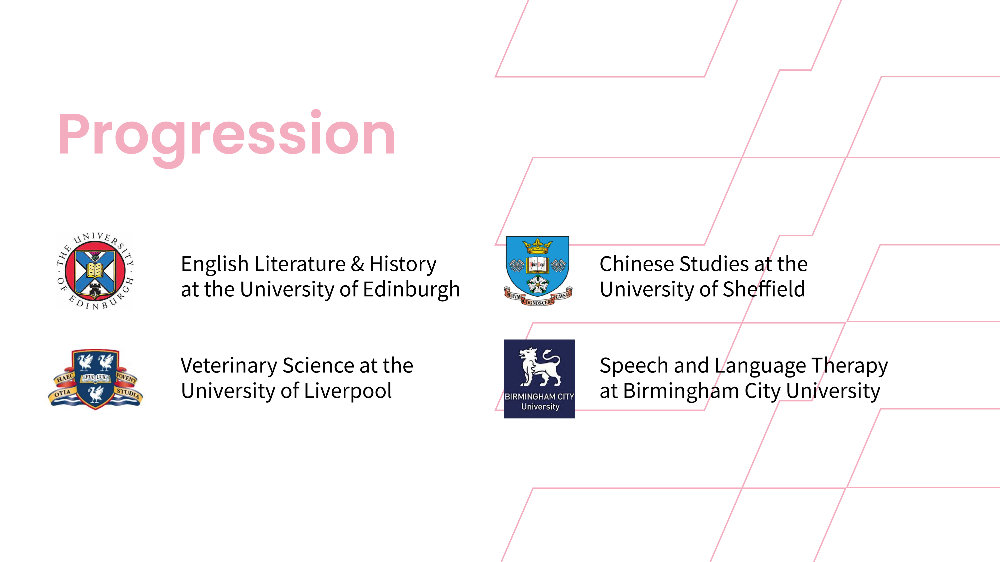 Progression
THE UNIVERSITY
OF EDINBURGH
English Literature & History
at the University of Edinburgh
Disce Doce
RERVM
COGNOSCERE
CAVSAS
Chinese Studies at the
University of Sheffield
FIAT LUX
HAEC
OTIA
FOVENT
STUDIA
Veterinary Science at the
University of Liverpool
BIRMINGHAM CITY
University
Speech and Language Therapy
at Birmingham City University